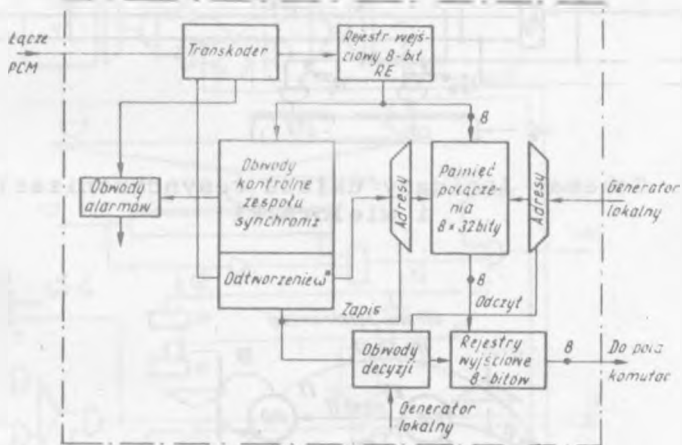 Łącze
PCM
Transkoder
Rejestr wejś-
ciowy 8-bit
RE
8
Obwody
alarmów
Obwody
kontrolne
zespołu
synchroniz
Odtworzenie ω*
Adresy
Pamięć
połącze-
nia
8 × 32bity
Adresy
Generator
lokalny
8
Zapis
Odczyt
Obwody
decyzji
Rejestry
wyjściowe
8-bitów
8
Do pola
komutac
Generator
lokalny